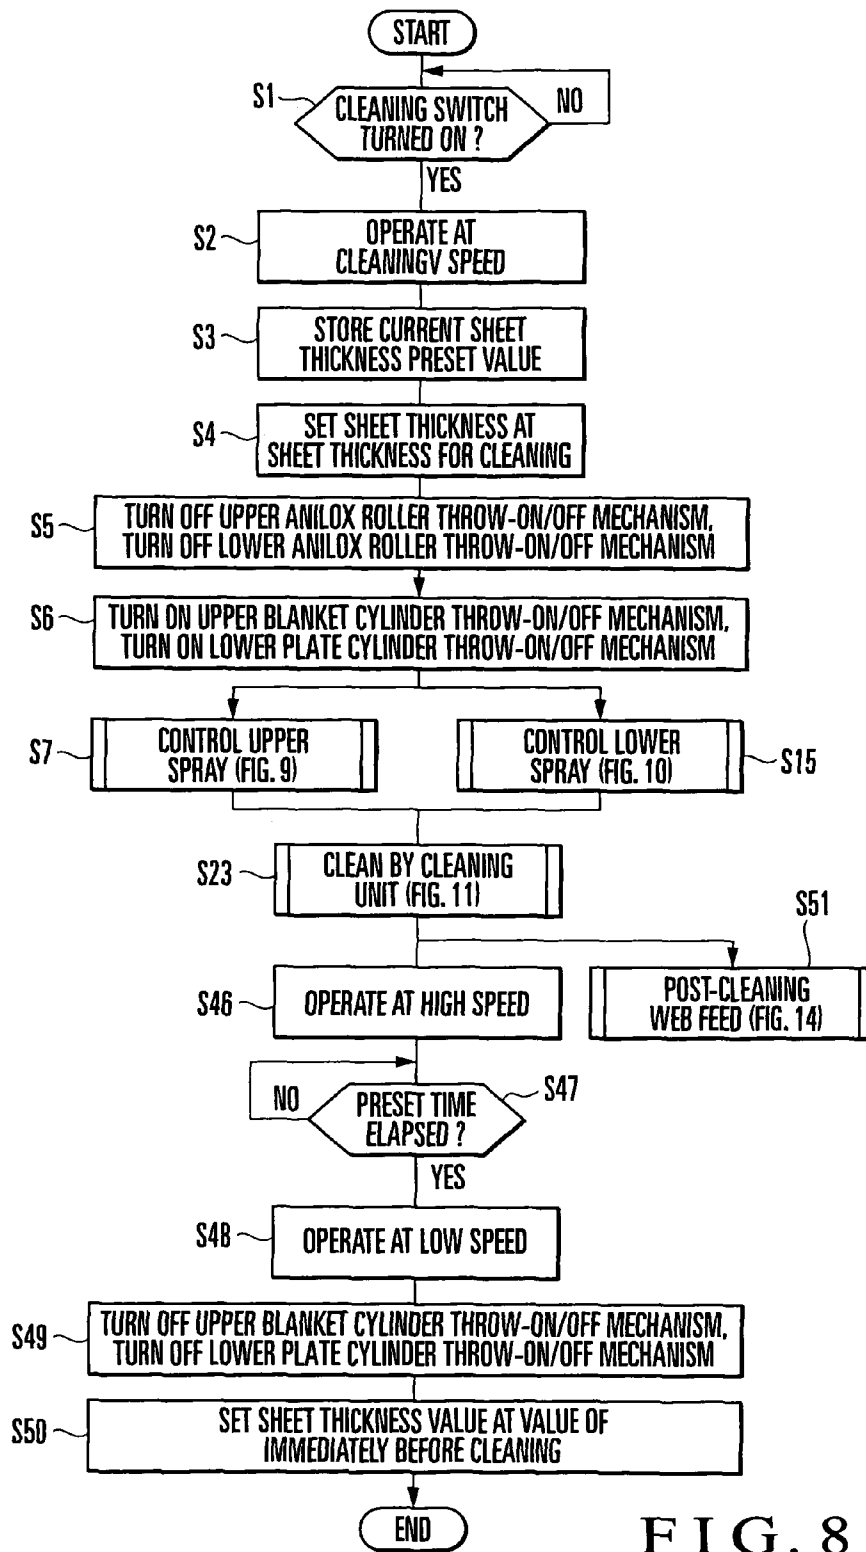 START
S1
CLEANING SWITCH
TURNED ON ?
NO
YES
S2
OPERATE AT
CLEANINGV SPEED
S3
STORE CURRENT SHEET
THICKNESS PRESET VALUE
S4
SET SHEET THICKNESS AT
SHEET THICKNESS FOR CLEANING
S5
TURN OFF UPPER ANILOX ROLLER THROW-ON/OFF MECHANISM,
TURN OFF LOWER ANILOX ROLLER THROW-ON/OFF MECHANISM
S6
TURN ON UPPER BLANKET CYLINDER THROW-ON/OFF MECHANISM,
TURN ON LOWER PLATE CYLINDER THROW-ON/OFF MECHANISM
S7
CONTROL UPPER
SPRAY (FIG. 9)
CONTROL LOWER
SPRAY (FIG. 10)
S15
S23
CLEAN BY CLEANING
UNIT (FIG. 11)
S51
S46
OPERATE AT HIGH SPEED
POST-CLEANING
WEB FEED (FIG. 14)
NO
S47
PRESET TIME
ELAPSED ?
YES
S48
OPERATE AT LOW SPEED
S49
TURN OFF UPPER BLANKET CYLINDER THROW-ON/OFF MECHANISM,
TURN OFF LOWER PLATE CYLINDER THROW-ON/OFF MECHANISM
S50
SET SHEET THICKNESS VALUE AT VALUE OF
IMMEDIATELY BEFORE CLEANING
END
FIG. 8